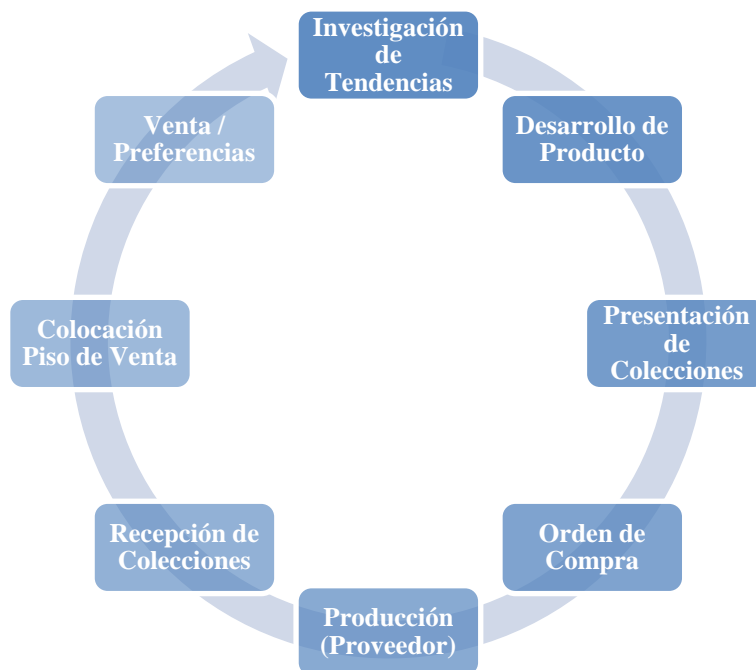 Investigación
de
Tendencias
Desarrollo de
Producto
Presentación
de
Colecciones
Orden de
Compra
Producción
(Proveedor)
Recepción de
Colecciones
Colocación
Piso de Venta
Venta /
Preferencias